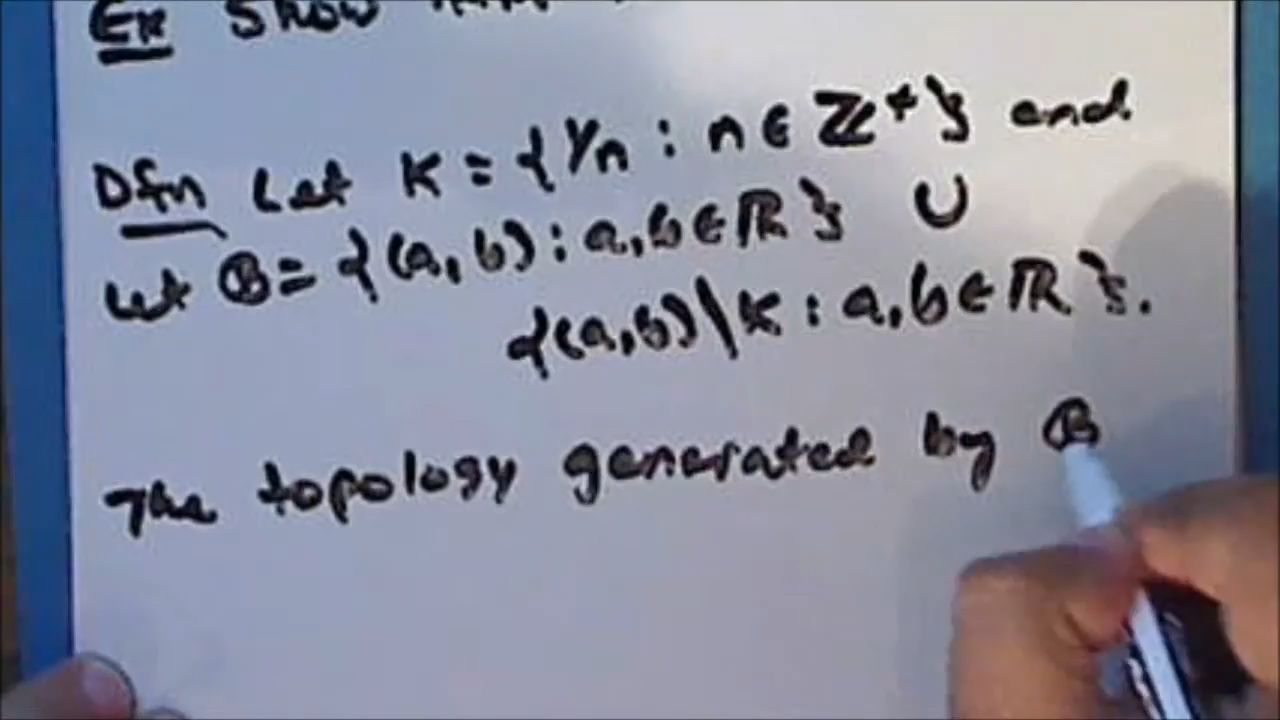 Ex Show
Dfn Let K = {1/n : n ∈ ℤ⁺} and
Let B = {(a, b) : a, b ∈ ℝ} ∪
{(a, b) \ K : a, b ∈ ℝ}.
The topology generated by B